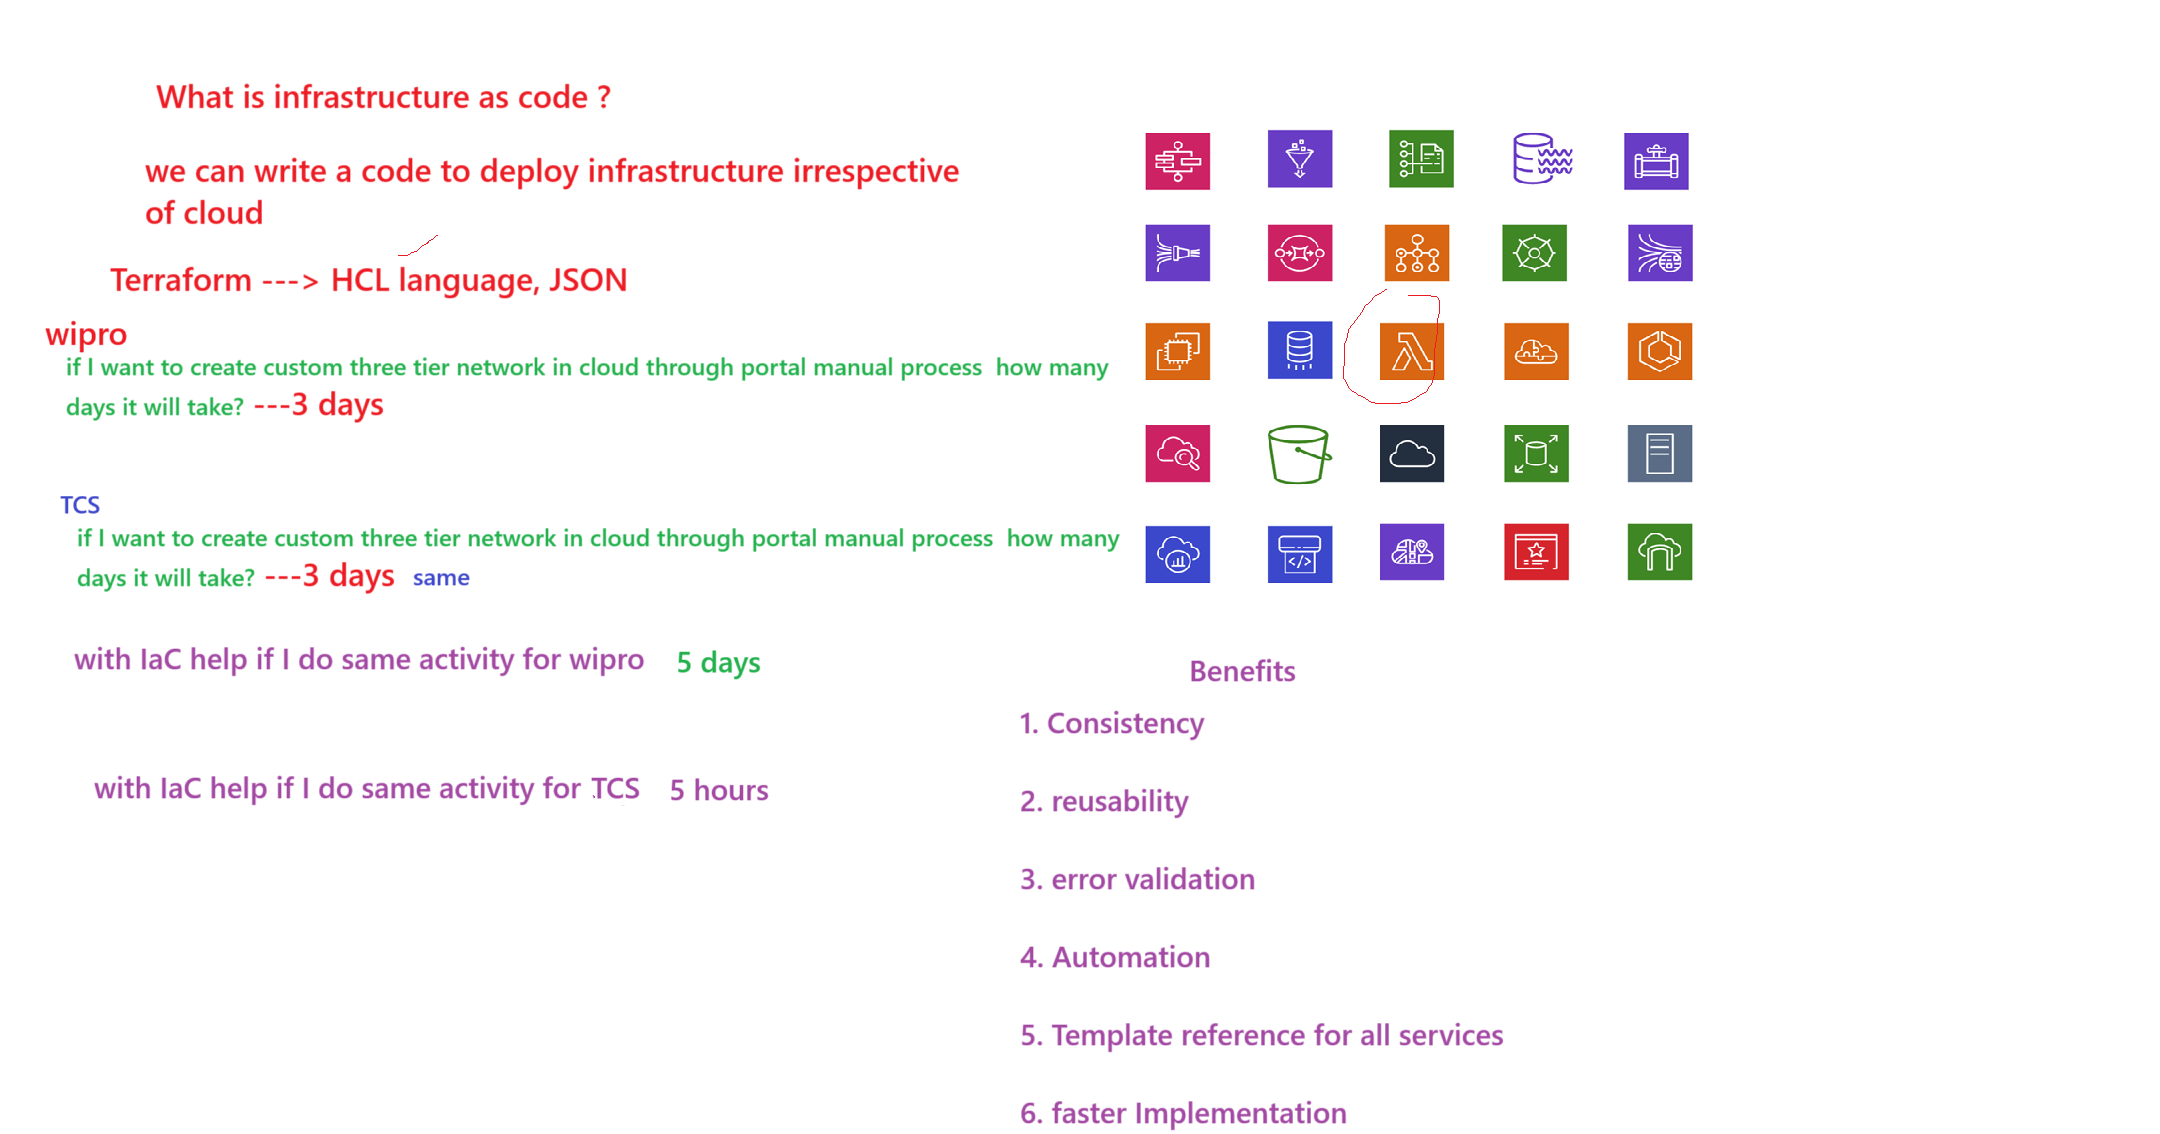 What is infrastructure as code ?
we can write a code to deploy infrastructure irrespective
of cloud
Terraform ---> HCL language, JSON
wipro
if I want to create custom three tier network in cloud through portal manual process how many
days it will take? ---3 days
TCS
if I want to create custom three tier network in cloud through portal manual process how many
days it will take? ---3 days same
with IaC help if I do same activity for wipro 5 days
with IaC help if I do same activity for TCS 5 hours
Benefits
1. Consistency
2. reusability
3. error validation
4. Automation
5. Template reference for all services
6. faster Implementation